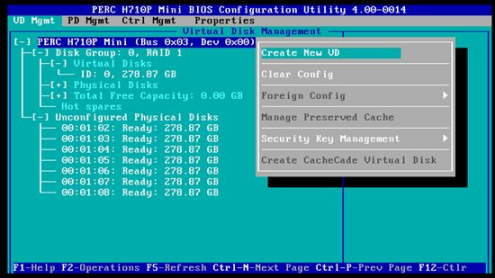 PERC H710P Mini BIOS Configuration Utility 4.00-0014
VD Mgmt PD Mgmt Ctrl Mgmt Properties
Virtual Disk Management
[-] PERC H710P Mini (Bus 0x03, Dev 0x00)
[-] Disk Group: 0, RAID 1
[-] Virtual Disks
ID: 0, 278.87 GB
[+] Physical Disks
[+] Total Free Capacity: 0.00 GB
Hot spares
[-] Unconfigured Physical Disks
00:01:02: Ready: 278.87 GB
00:01:03: Ready: 278.87 GB
00:01:04: Ready: 278.87 GB
00:01:05: Ready: 278.87 GB
00:01:06: Ready: 278.87 GB
00:01:07: Ready: 278.87 GB
00:01:08: Ready: 278.87 GB
Create New VD
Clear Config
Foreign Config
Manage Preserved Cache
Security Key Management
Create CacheCade Virtual Disk
F1-Help F2-Operations F5-Refresh Ctrl-N-Next Page Ctrl-P-Prev Page F12-Ctlr